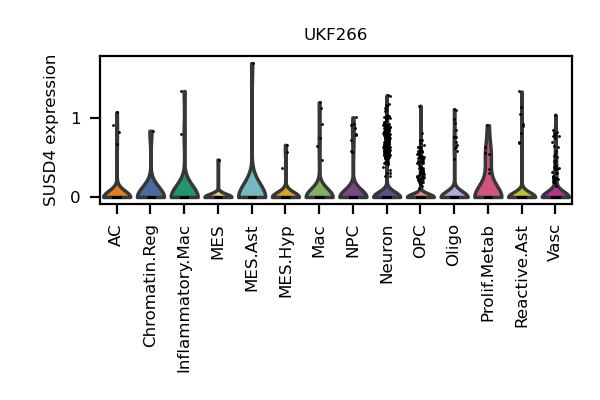 UKF266
SUSD4 expression
1
0
AC
Chromatin.Reg
Inflammatory.Mac
MES
MES.Ast
MES.Hyp
Mac
NPC
Neuron
OPC
Oligo
Prolif.Metab
Reactive.Ast
Vasc